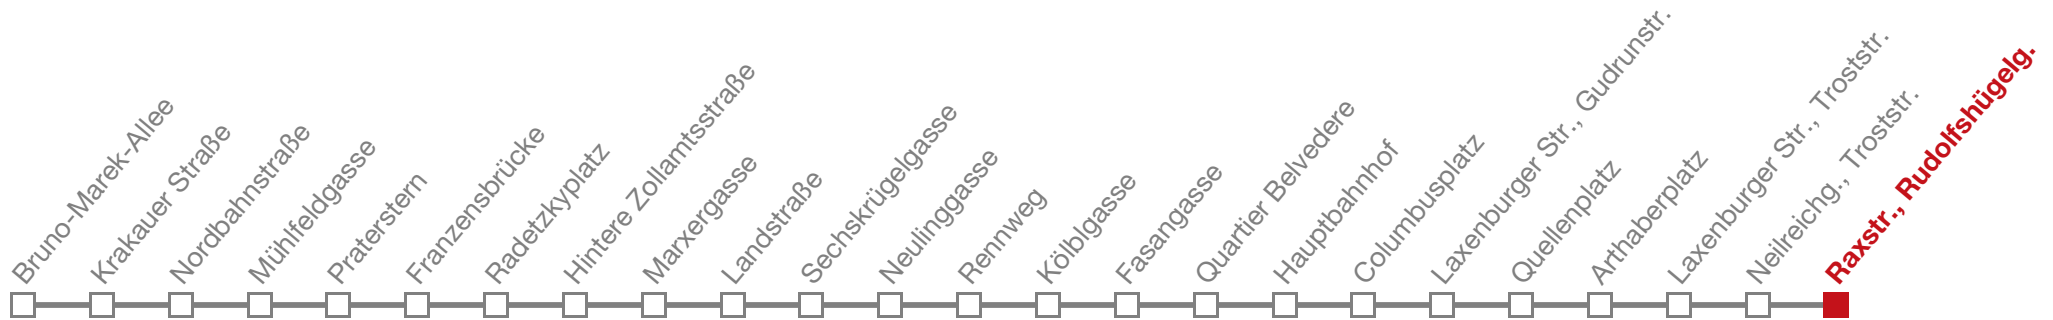 Bruno-Marek-Allee
Krakauer Straße
Nordbahnstraße
Mühlfeldgasse
Praterstern
Franzensbrücke
Radetzkyplatz
Hintere Zollamtsstraße
Marxergasse
Landstraße
Sechskrügelgasse
Neulinggasse
Rennweg
Kölblgasse
Fasangasse
Quartier Belvedere
Hauptbahnhof
Columbusplatz
Laxenburger Str., Gudrunstr.
Quellenplatz
Arthaberplatz
Laxenburger Str., Troststr.
Neilreichg., Troststr.
Raxstr., Rudolfshügelg.